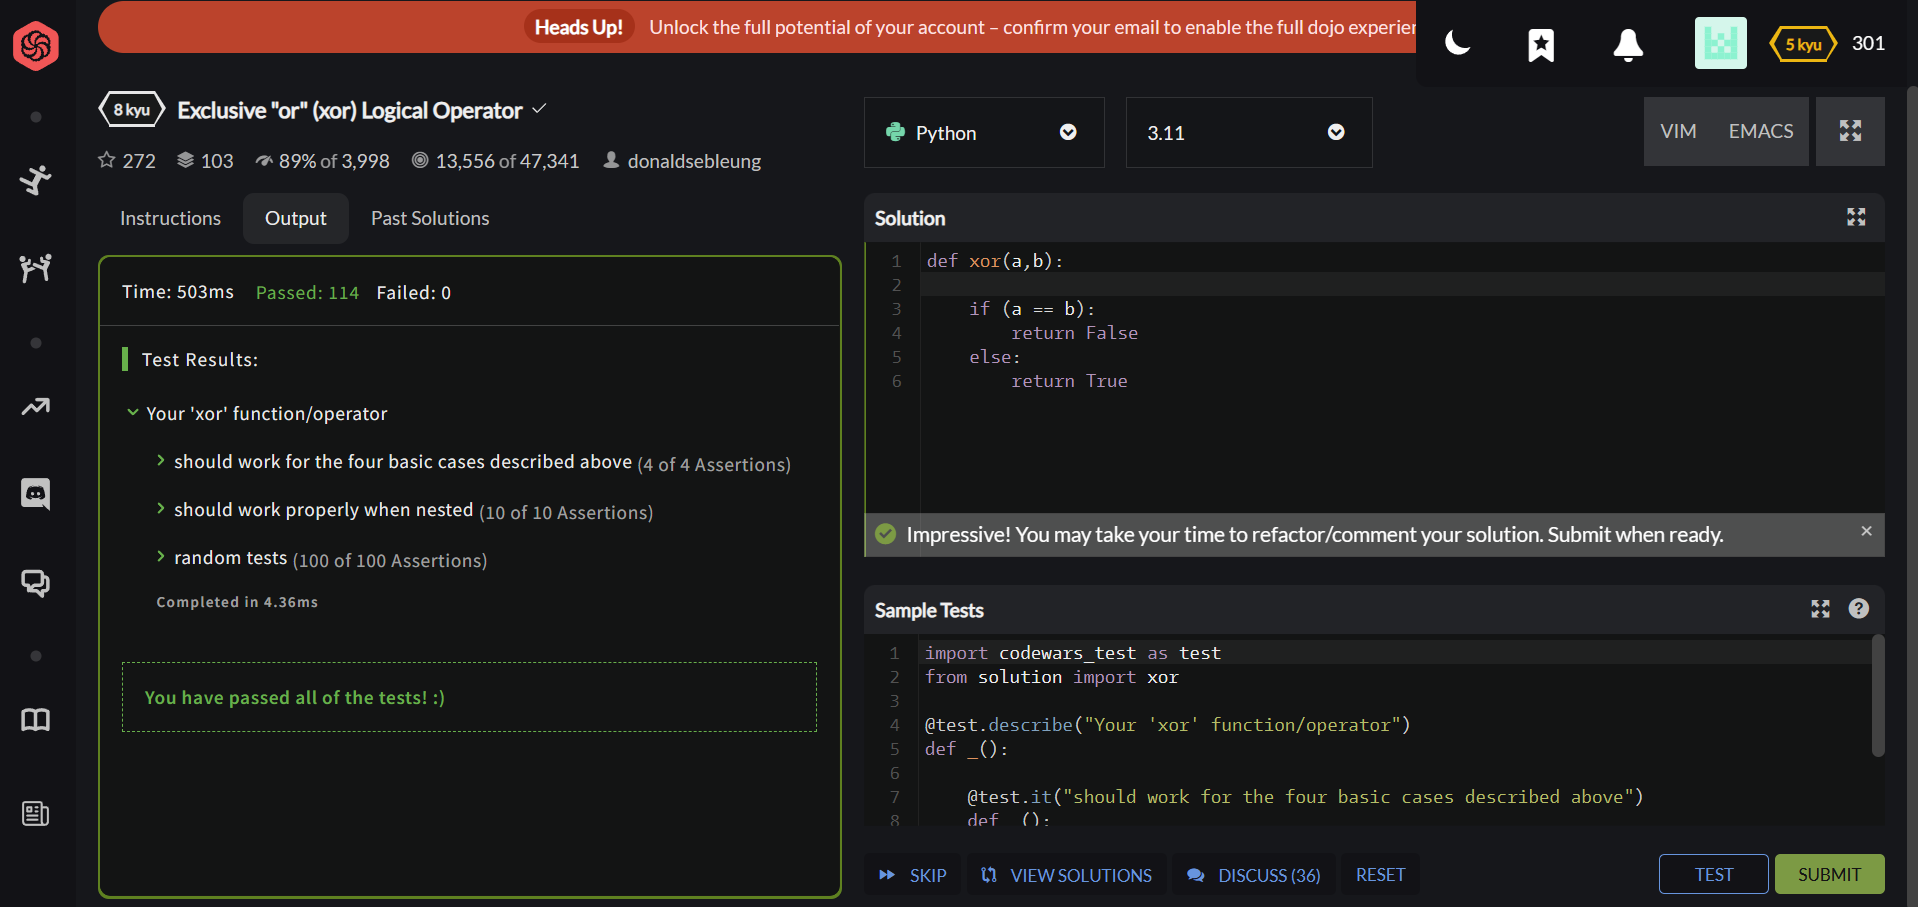 Heads Up! Unlock the full potential of your account – confirm your email to enable the full dojo experien
5 kyu 301
8 kyu Exclusive "or" (xor) Logical Operator
272 103 89% of 3,998 13,556 of 47,341 donaldsebleung
Instructions Output Past Solutions
Time: 503ms Passed: 114 Failed: 0
Test Results:
Your 'xor' function/operator
should work for the four basic cases described above (4 of 4 Assertions)
should work properly when nested (10 of 10 Assertions)
random tests (100 of 100 Assertions)
Completed in 4.36ms
You have passed all of the tests! :)
Python 3.11 VIM EMACS
Solution
1 def xor(a,b):
2
3 if (a == b):
4 return False
5 else:
6 return True
Impressive! You may take your time to refactor/comment your solution. Submit when ready. ×
Sample Tests ?
1 import codewars_test as test
2 from solution import xor
3
4 @test.describe("Your 'xor' function/operator")
5 def _():
6
7 @test.it("should work for the four basic cases described above")
8 def _():
SKIP VIEW SOLUTIONS DISCUSS (36) RESET TEST SUBMIT